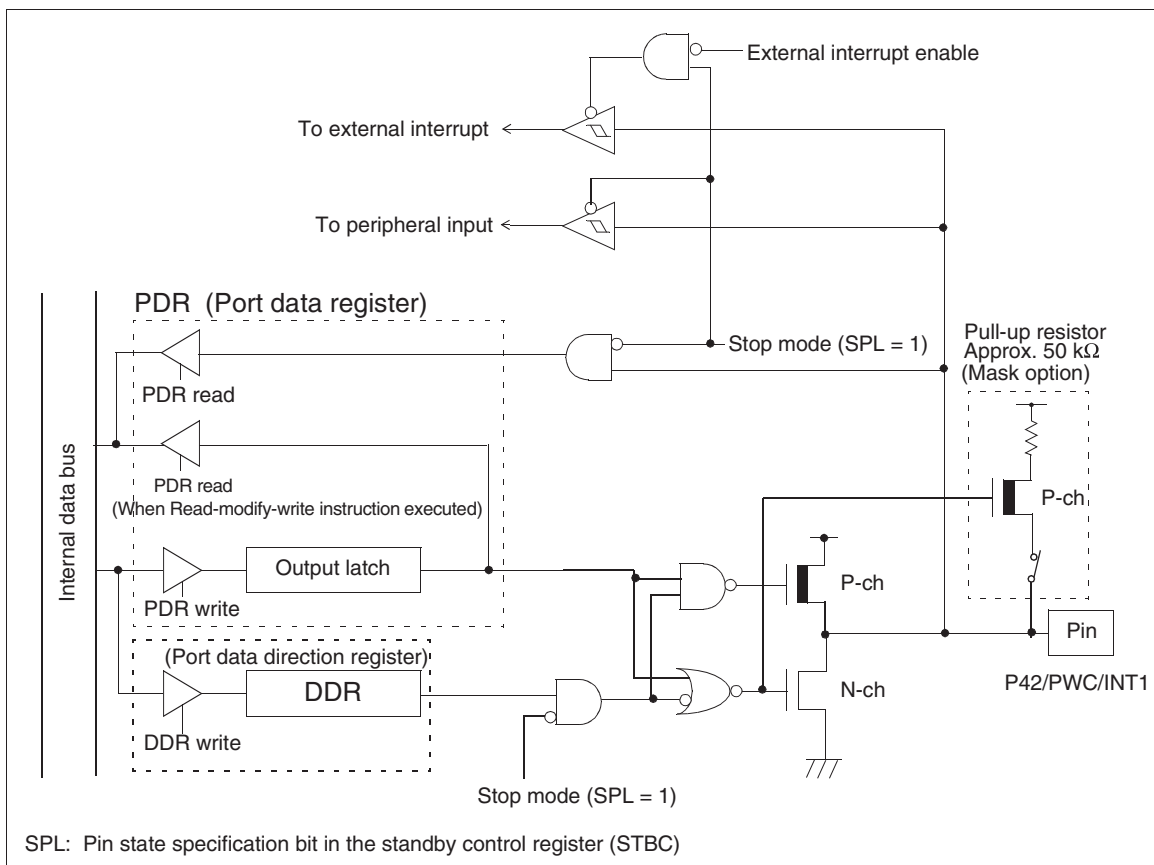 External interrupt enable
To external interrupt
To peripheral input
PDR (Port data register)
Stop mode (SPL = 1)
Pull-up resistor
Approx. 50 kΩ
(Mask option)
PDR read
P-ch
PDR read
(When Read-modify-write instruction executed)
Internal data bus
Output latch
P-ch
PDR write
Pin
(Port data direction register)
DDR
N-ch
P42/PWC/INT1
DDR write
Stop mode (SPL = 1)
SPL: Pin state specification bit in the standby control register (STBC)